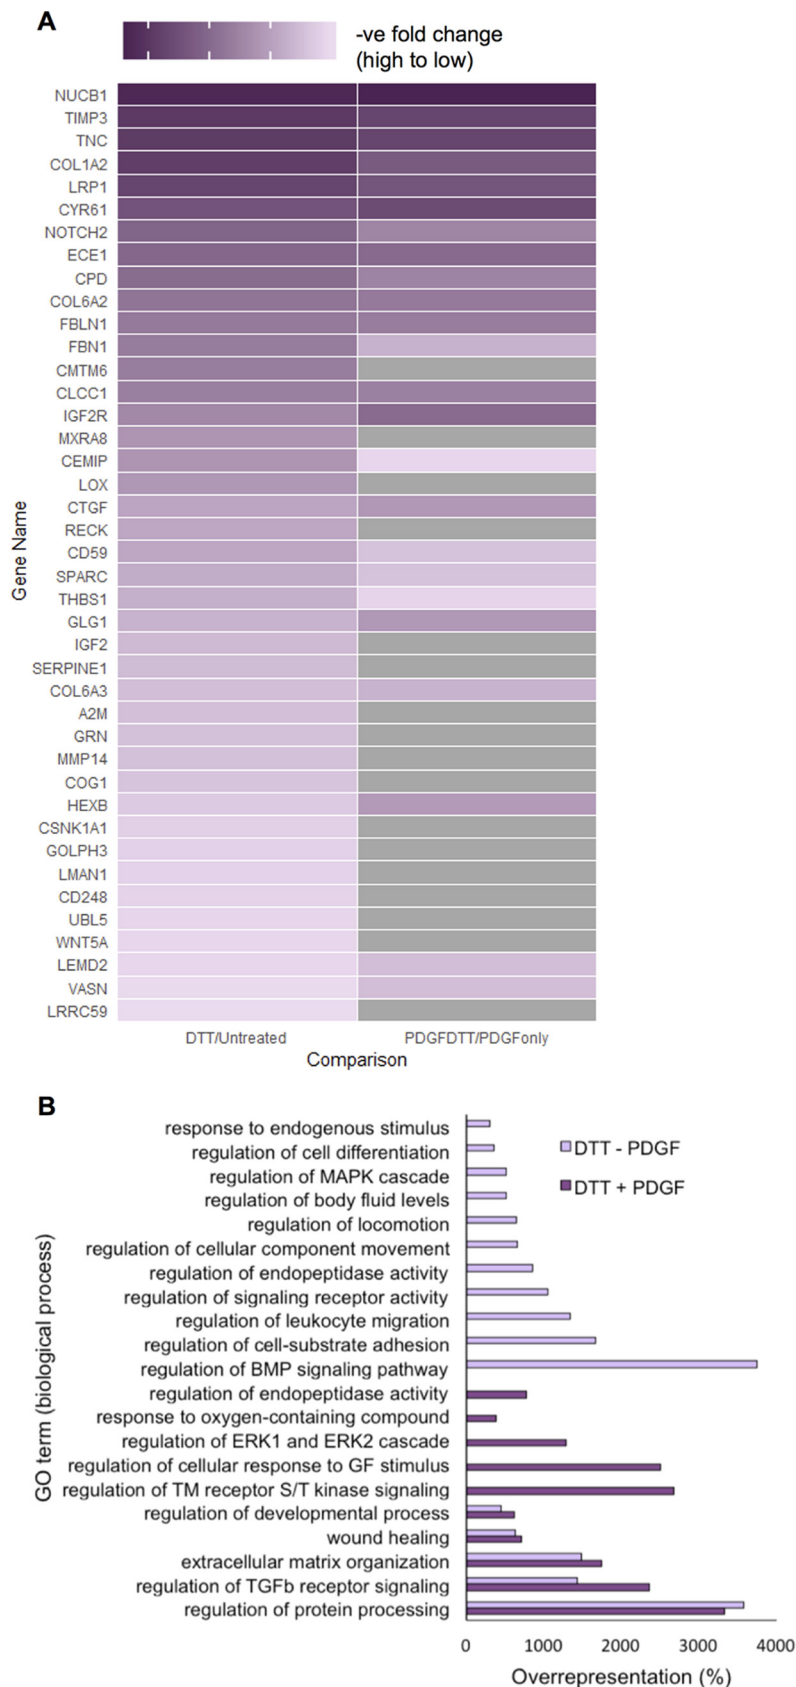 A
-ve fold change
(high to low)
NUCB1
TIMP3
TNC
COL1A2
LRP1
CYR61
NOTCH2
ECE1
CPD
COL6A2
FBLN1
FBN1
CMTM6
CLCC1
IGF2R
MXRA8
CEMIP
LOX
CTGF
RECK
CD59
SPARC
THBS1
GLG1
IGF2
SERPINE1
COL6A3
A2M
GRN
MMP14
COG1
HEXB
CSNK1A1
GOLPH3
LMAN1
CD248
UBL5
WNT5A
LEMD2
VASN
LRRC59
Gene Name
DTT/Untreated
PDGFDTT/PDGFonly
Comparison
B
response to endogenous stimulus
regulation of cell differentiation
regulation of MAPK cascade
regulation of body fluid levels
regulation of locomotion
regulation of cellular component movement
regulation of endopeptidase activity
regulation of signaling receptor activity
regulation of leukocyte migration
regulation of cell-substrate adhesion
regulation of BMP signaling pathway
regulation of endopeptidase activity
response to oxygen-containing compound
regulation of ERK1 and ERK2 cascade
regulation of cellular response to GF stimulus
regulation of TM receptor S/T kinase signaling
regulation of developmental process
wound healing
extracellular matrix organization
regulation of TGFb receptor signaling
regulation of protein processing
GO term (biological process)
DTT - PDGF
DTT + PDGF
0
1000
2000
3000
4000
Overrepresentation (%)